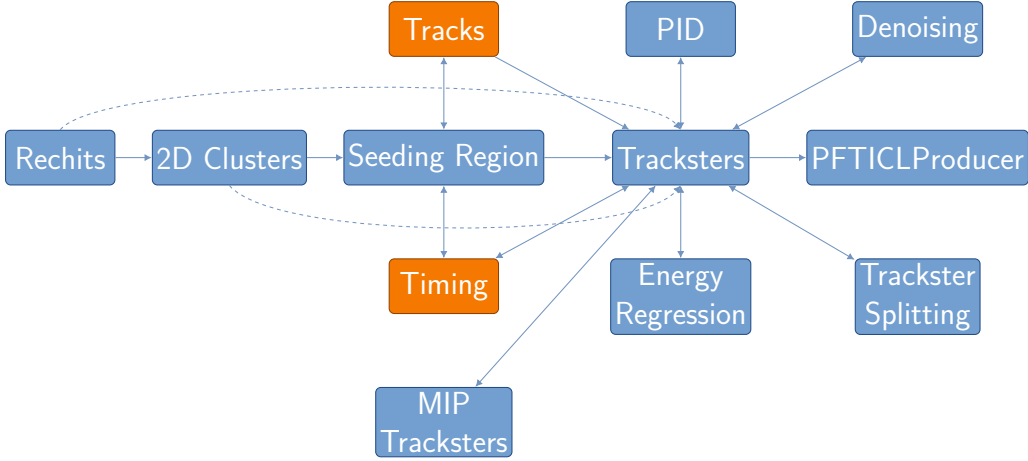 Tracks
PID
Denoising
Rechits
2D Clusters
Seeding Region
Tracksters
PFTICLProducer
Timing
Energy
Regression
Trackster
Splitting
MIP
Tracksters